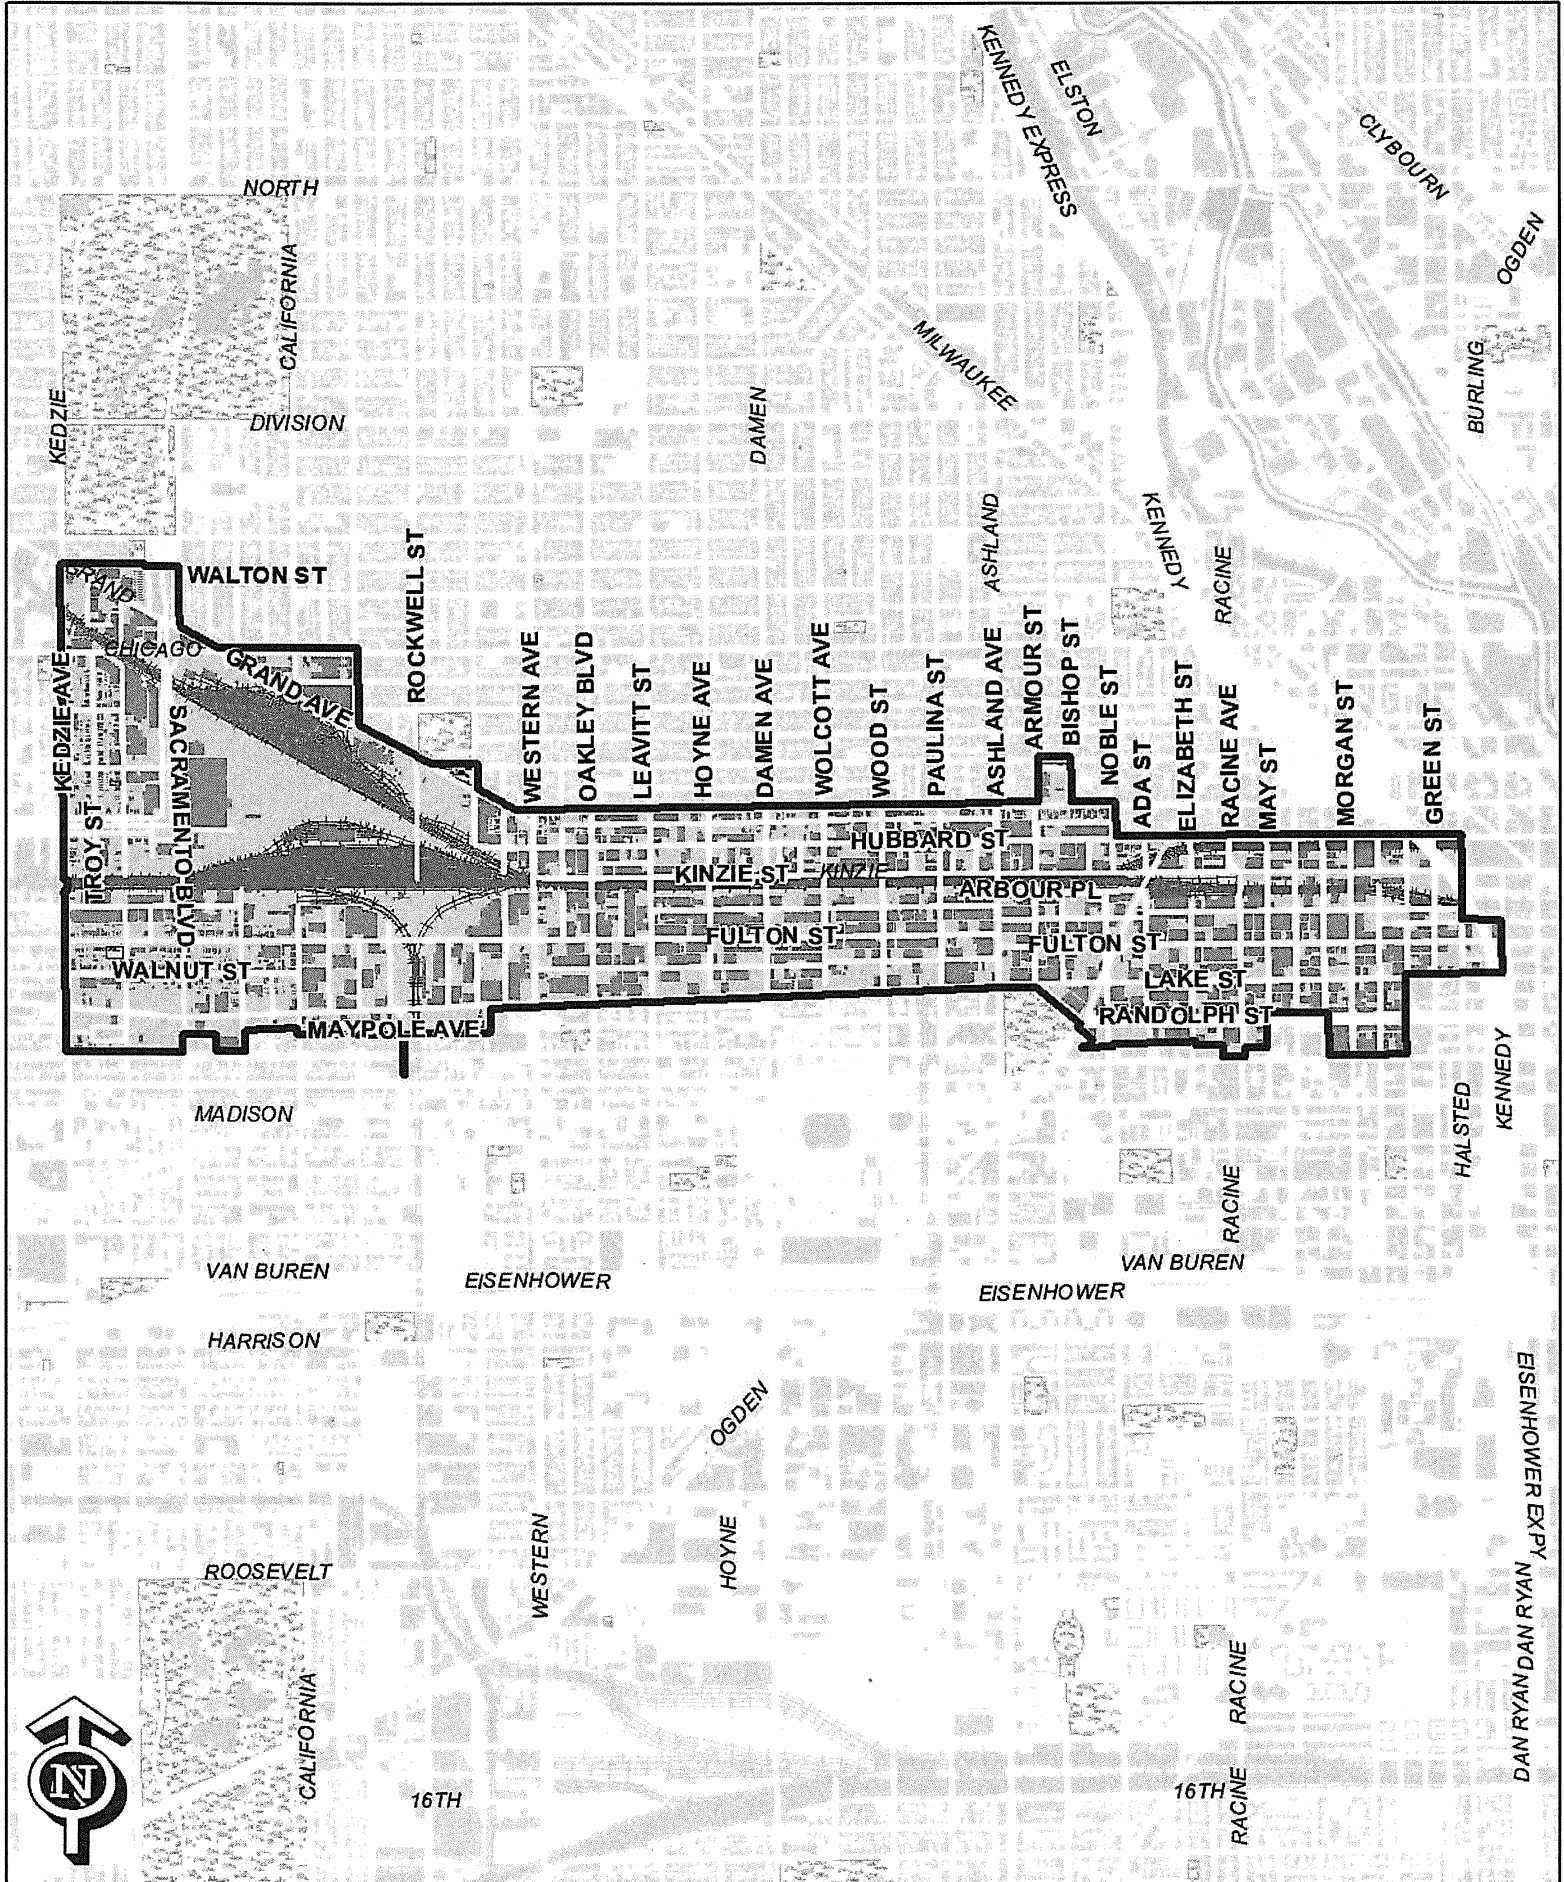 KENNEDY EXPRESS
ELSTON
CLYBOURN
NORTH
CALIFORNIA
OGDEN
MILWAUKEE
BURLING
KEDZIE
DIVISION
DAMEN
ASHLAND
KENNEDY
RACINE
WALTON ST
GRAND
CHICAGO
GRAND AVE
ROCKWELL ST
KEDZIE AVE
TROY ST
SACRAMENTO BLVD
WESTERN AVE
OAKLEY BLVD
LEAVITT ST
HOYNE AVE
DAMEN AVE
WOLCOTT AVE
WOOD ST
PAULINA ST
ASHLAND AVE
ARMOUR ST
BISHOP ST
NOBLE ST
ADA ST
ELIZABETH ST
RACINE AVE
MAY ST
MORGAN ST
GREEN ST
HUBBARD ST
KINZIE ST
KINZIE
ARBOUR PL
FULTON ST
FULTON ST
WALNUT ST
LAKE ST
RANDOLPH ST
MAYPOLE AVE
MADISON
HALSTED
KENNEDY
RACINE
VAN BUREN
EISENHOWER
VAN BUREN
EISENHOWER
HARRISON
OGDEN
EISENHOWER EXPY
WESTERN
HOYNE
ROOSEVELT
CALIFORNIA
RACINE
DAN RYAN DAN RYAN
16TH
16TH
RACINE
N